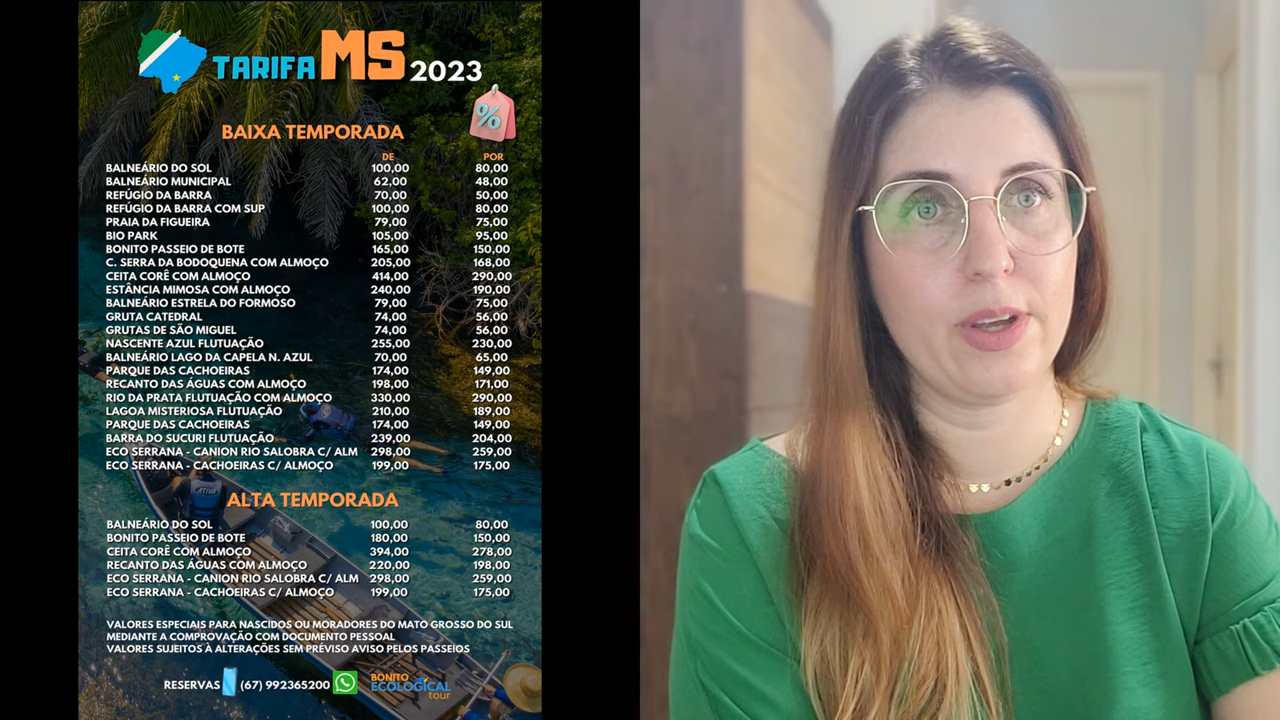 TARIFA MS 2023
%
BAIXA TEMPORADA
DE POR
BALNEÁRIO DO SOL 100,00 80,00
BALNEÁRIO MUNICIPAL 62,00 48,00
REFÚGIO DA BARRA 70,00 50,00
REFÚGIO DA BARRA COM SUP 100,00 80,00
PRAIA DA FIGUEIRA 79,00 75,00
BIO PARK 105,00 95,00
BONITO PASSEIO DE BOTE 165,00 150,00
C. SERRA DA BODOQUENA COM ALMOÇO 205,00 168,00
CEITA CORÊ COM ALMOÇO 414,00 290,00
ESTÂNCIA MIMOSA COM ALMOÇO 240,00 190,00
BALNEÁRIO ESTRELA DO FORMOSO 79,00 75,00
GRUTA CATEDRAL 74,00 56,00
GRUTAS DE SÃO MIGUEL 74,00 56,00
NASCENTE AZUL FLUTUAÇÃO 255,00 230,00
BALNEÁRIO LAGO DA CAPELA N. AZUL 70,00 65,00
PARQUE DAS CACHOEIRAS 174,00 149,00
RECANTO DAS ÁGUAS COM ALMOÇO 198,00 171,00
RIO DA PRATA FLUTUAÇÃO COM ALMOÇO 330,00 290,00
LAGOA MISTERIOSA FLUTUAÇÃO 210,00 189,00
PARQUE DAS CACHOEIRAS 174,00 149,00
BARRA DO SUCURI FLUTUAÇÃO 239,00 204,00
ECO SERRANA - CANION RIO SALOBRA C/ ALM 298,00 259,00
ECO SERRANA - CACHOEIRAS C/ ALMOÇO 199,00 175,00
ALTA TEMPORADA
BALNEÁRIO DO SOL 100,00 80,00
BONITO PASSEIO DE BOTE 180,00 150,00
CEITA CORÊ COM ALMOÇO 394,00 278,00
RECANTO DAS ÁGUAS COM ALMOÇO 220,00 198,00
ECO SERRANA - CANION RIO SALOBRA C/ ALM 298,00 259,00
ECO SERRANA - CACHOEIRAS C/ ALMOÇO 199,00 175,00
VALORES ESPECIAIS PARA NASCIDOS OU MORADORES DO MATO GROSSO DO SUL
MEDIANTE A COMPROVAÇÃO COM DOCUMENTO PESSOAL
VALORES SUJEITOS À ALTERAÇÕES SEM PRÉVISO AVISO PELOS PASSEIOS
RESERVAS (67) 992365200 BONITO
ECOLOGICAL
tour